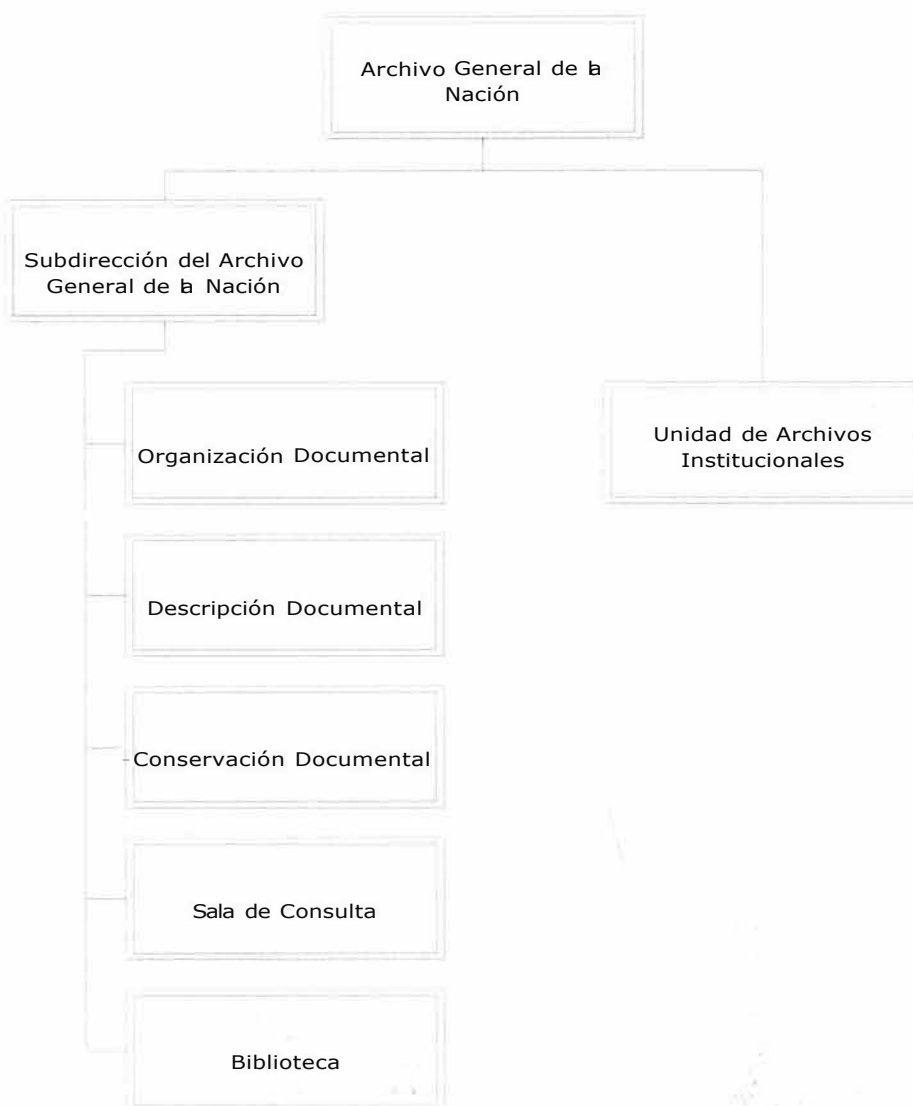 Archivo General de la
Nación
Subdirección del Archivo
General de la Nación
Organización Documental
Unidad de Archivos
Institucionales
Descripción Documental
Conservación Documental
Sala de Consulta
Biblioteca